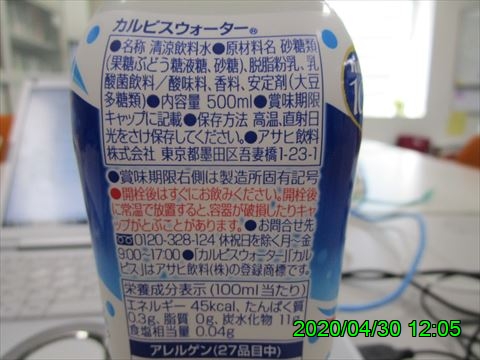 カルピスウォーター®
●名称 清涼飲料水●原材料名 砂糖類
(果糖ぶどう糖液糖、砂糖)、脱脂粉乳、乳
酸菌飲料/酸味料、香料、安定剤(大豆
多糖類)●内容量 500ml●賞味期限
キャップに記載●保存方法 高温、直射日
光をさけ保存してください。●アサヒ飲料
株式会社 東京都墨田区吾妻橋1-23-1
●賞味期限右側は製造所固有記号
●開栓後はすぐにお飲みください。開栓後
に常温で放置すると、容器が破損したりキャ
ップがとぶことがあります。●お問合せ先
0120-328-124 休祝日を除く月~金
9:00~17:00●「カルピスウォーター」「カル
ピス」はアサヒ飲料(株)の登録商標です。
栄養成分表示(100ml当たり)
エネルギー 45kcal、たんぱく質
0.3g、脂質 0g、炭水化物 11g
食塩相当量 0.04g
アレルゲン(27品目中)
2020/04/30 12:05